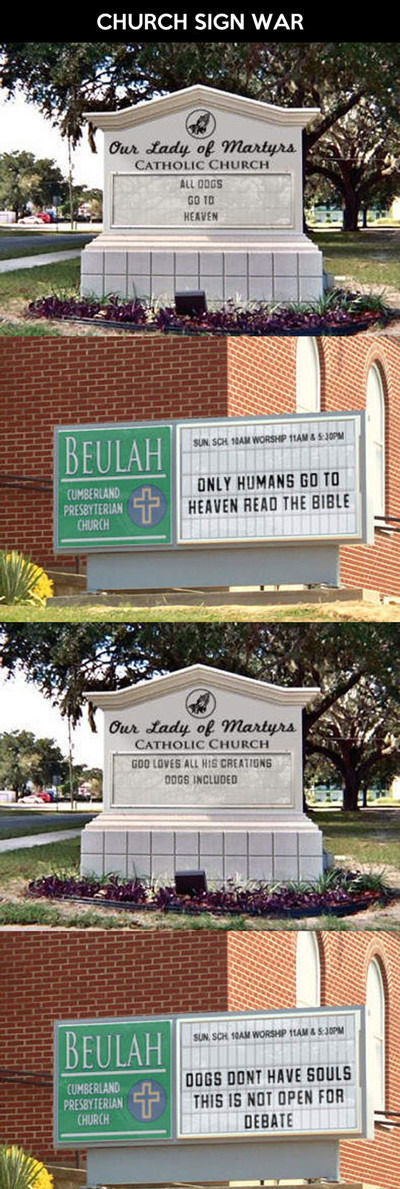 CHURCH SIGN WAR
Our Lady of Martyrs
CATHOLIC CHURCH
ALL DOGS
GO TO
HEAVEN
BEULAH
CUMBERLAND
PRESBYTERIAN
CHURCH
SUN. SCH. 10AM WORSHIP 11AM & 5:30PM
ONLY HUMANS GO TO
HEAVEN READ THE BIBLE
Our Lady of Martyrs
CATHOLIC CHURCH
GOD LOVES ALL HIS CREATIONS
DOGS INCLUDED
BEULAH
CUMBERLAND
PRESBYTERIAN
CHURCH
SUN. SCH. 10AM WORSHIP 11AM & 5:30PM
DOGS DONT HAVE SOULS
THIS IS NOT OPEN FOR
DEBATE